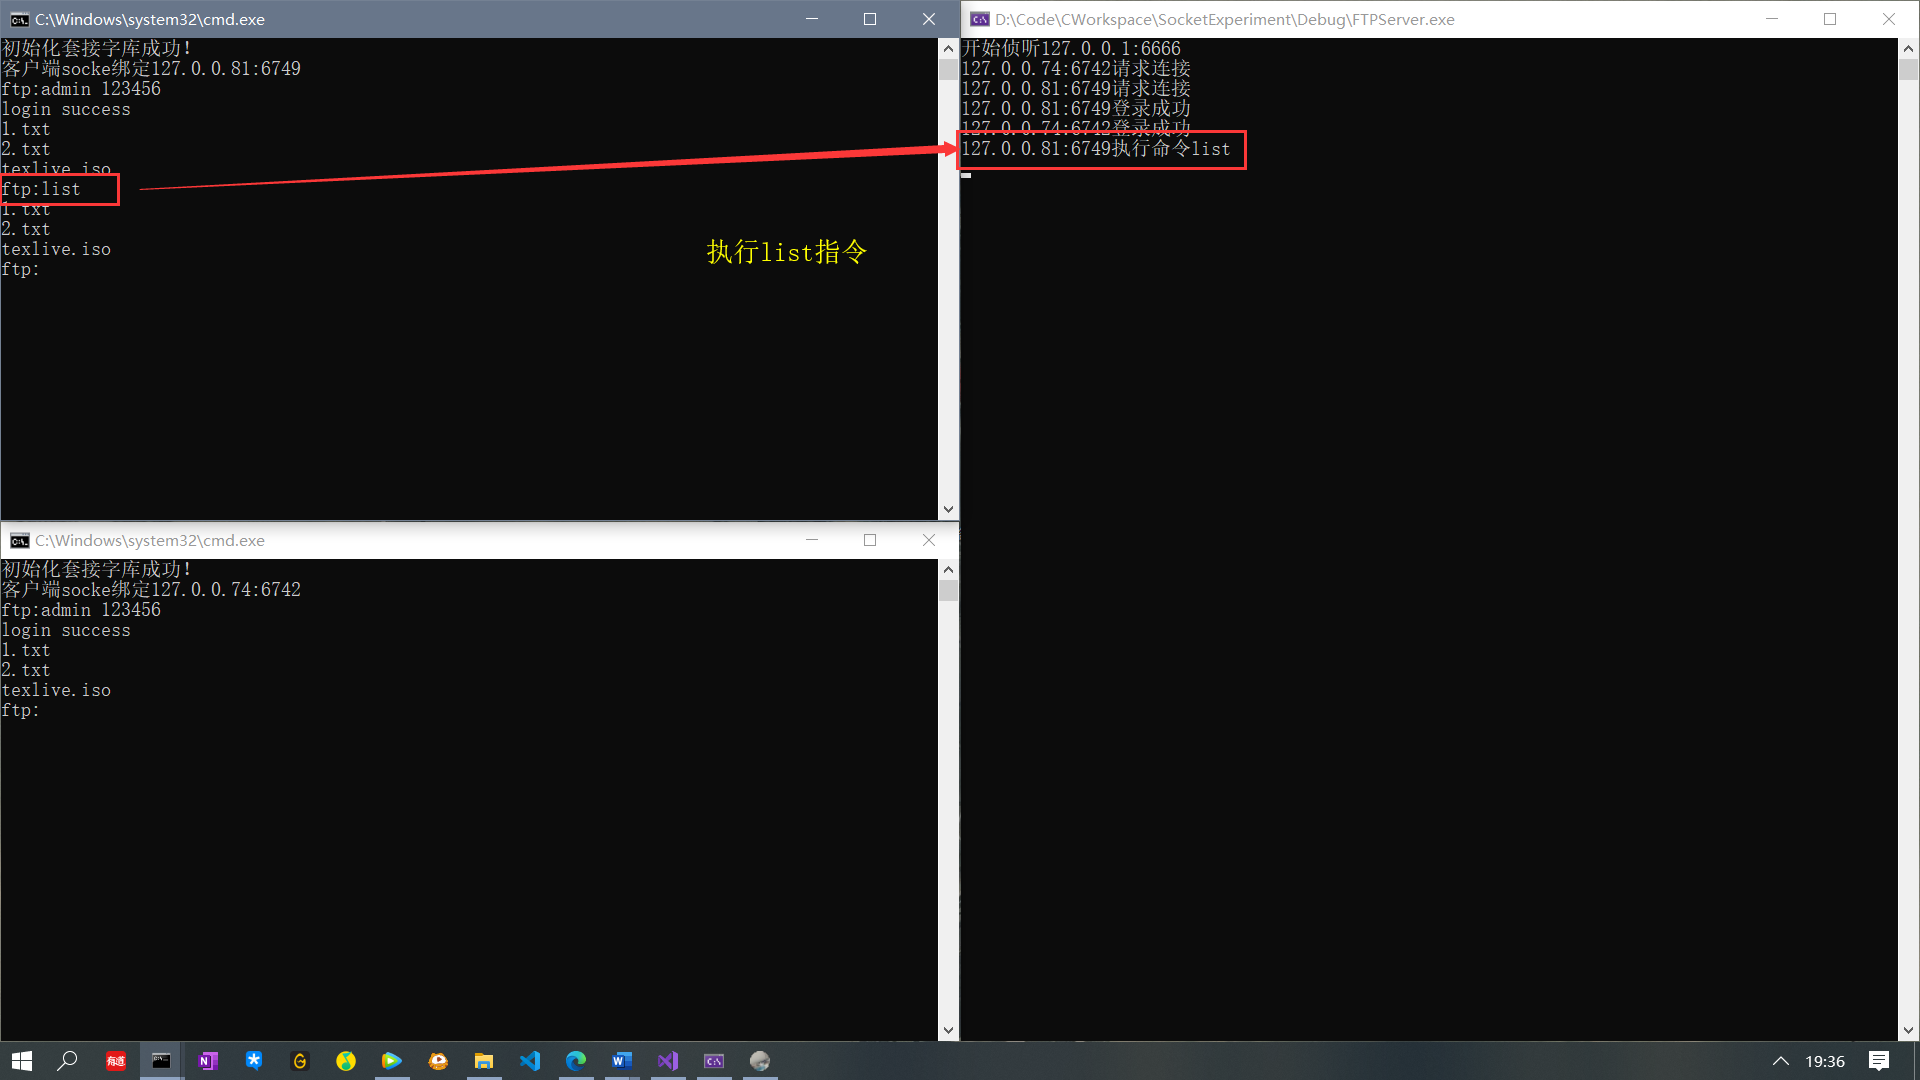 C:\Windows\system32\cmd.exe
初始化套接字库成功!
客户端socke绑定127.0.0.81:6749
ftp:admin 123456
login success
1.txt
2.txt
texlive.iso
ftp:list
1.txt
2.txt
texlive.iso
ftp:
执行list指令
C:\Windows\system32\cmd.exe
初始化套接字库成功!
客户端socke绑定127.0.0.74:6742
ftp:admin 123456
login success
1.txt
2.txt
texlive.iso
ftp:
D:\Code\CWorkspace\SocketExperiment\Debug\FTPServer.exe
开始侦听127.0.0.1:6666
127.0.0.74:6742请求连接
127.0.0.81:6749请求连接
127.0.0.81:6749登录成功
127.0.0.74:6742登录成功
127.0.0.81:6749执行命令list
有道
19:36